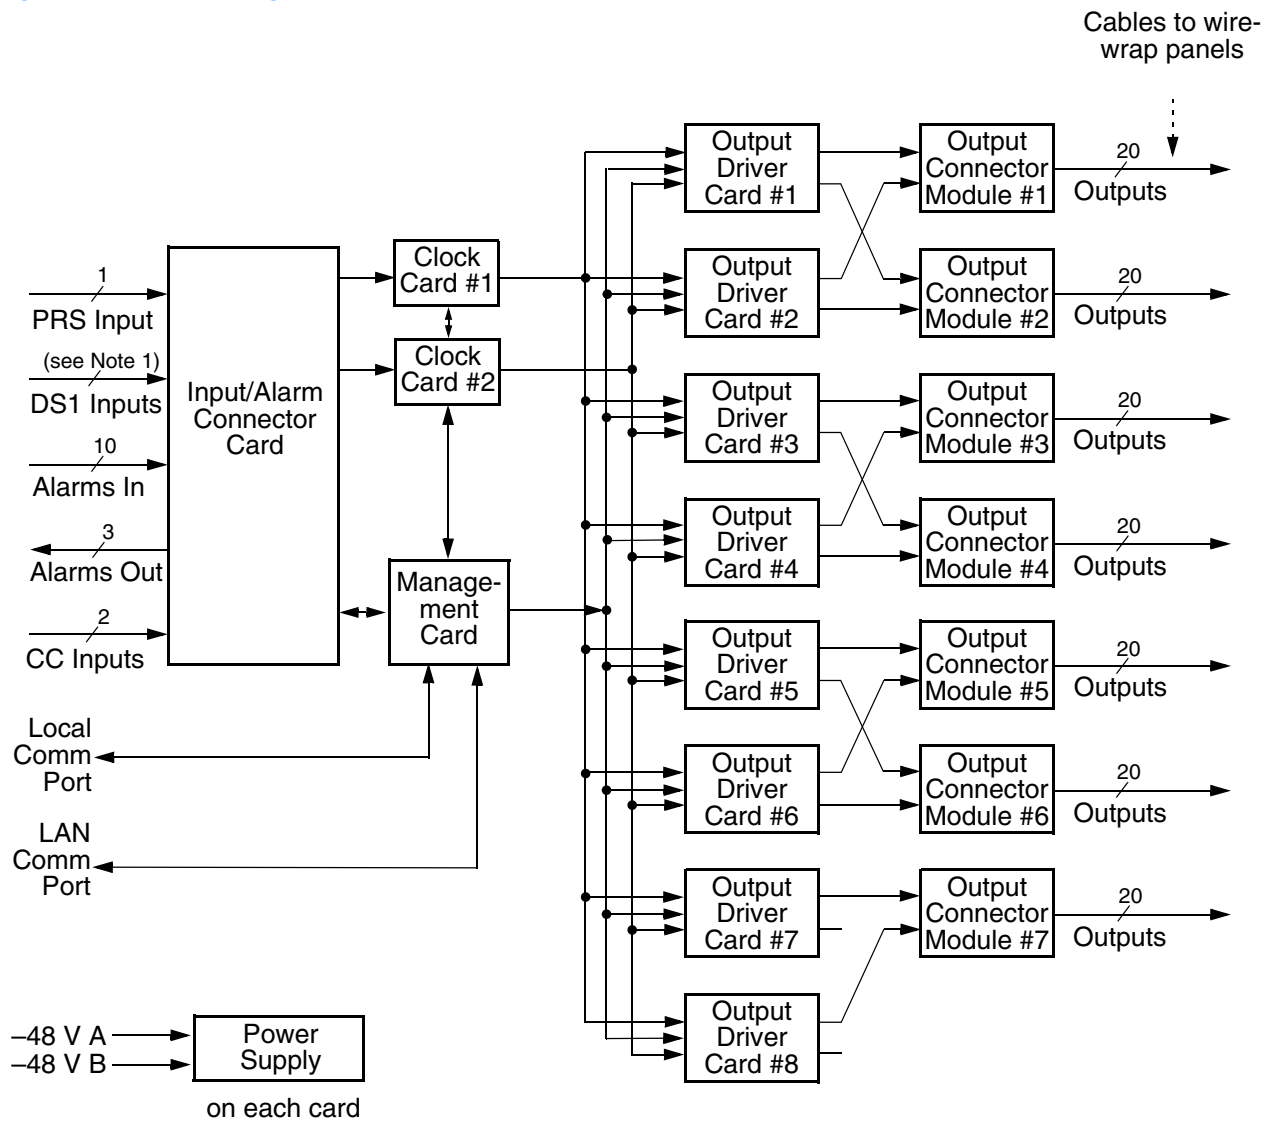 Cables to wire-
wrap panels
Output
Driver
Card #1
Output
Connector
Module #1
20
Outputs
Output
Driver
Card #2
Output
Connector
Module #2
20
Outputs
Output
Driver
Card #3
Output
Connector
Module #3
20
Outputs
Output
Driver
Card #4
Output
Connector
Module #4
20
Outputs
Output
Driver
Card #5
Output
Connector
Module #5
20
Outputs
Output
Driver
Card #6
Output
Connector
Module #6
20
Outputs
Output
Driver
Card #7
Output
Connector
Module #7
20
Outputs
Output
Driver
Card #8
Clock
Card #1
Clock
Card #2
Manage-
ment
Card
Input/Alarm
Connector
Card
1
PRS Input
(see Note 1)
DS1 Inputs
10
Alarms In
3
Alarms Out
2
CC Inputs
Local
Comm
Port
LAN
Comm
Port
–48 V A
–48 V B
Power
Supply
on each card